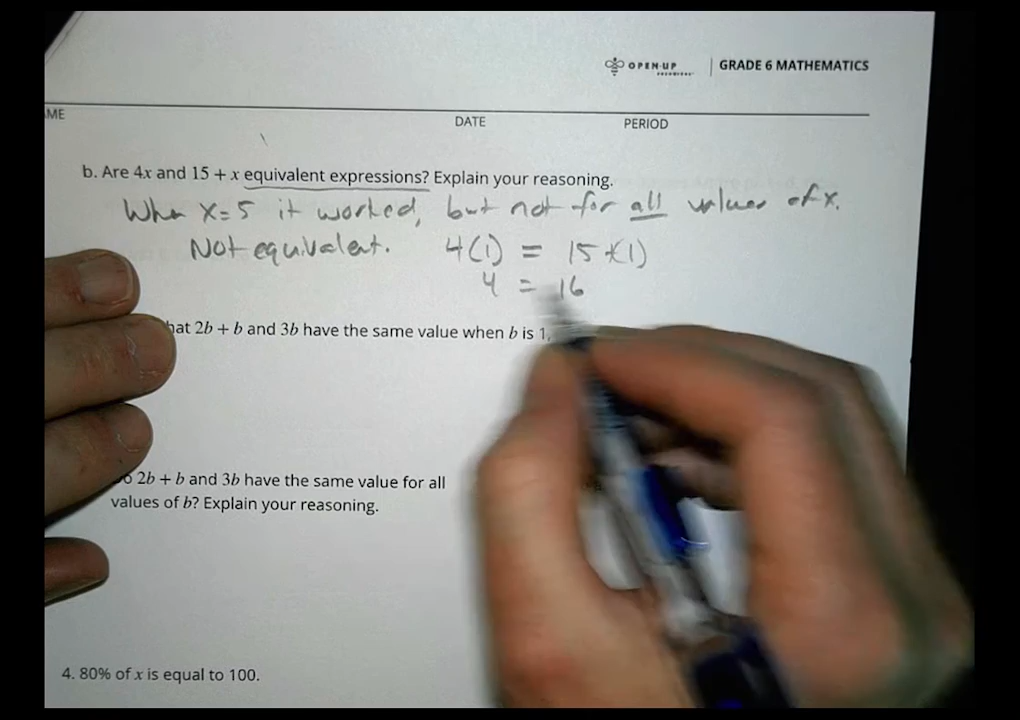 OPEN-UP GRADE 6 MATHEMATICS
ME DATE PERIOD
b. Are 4x and 15 + x equivalent expressions? Explain your reasoning.
When x=5 it worked, but not for all values of x.
Not equivalent. 4(1) = 15+(1)
4 = 16
hat 2b + b and 3b have the same value when b is 1,
2b + b and 3b have the same value for all
values of b? Explain your reasoning.
4. 80% of x is equal to 100.